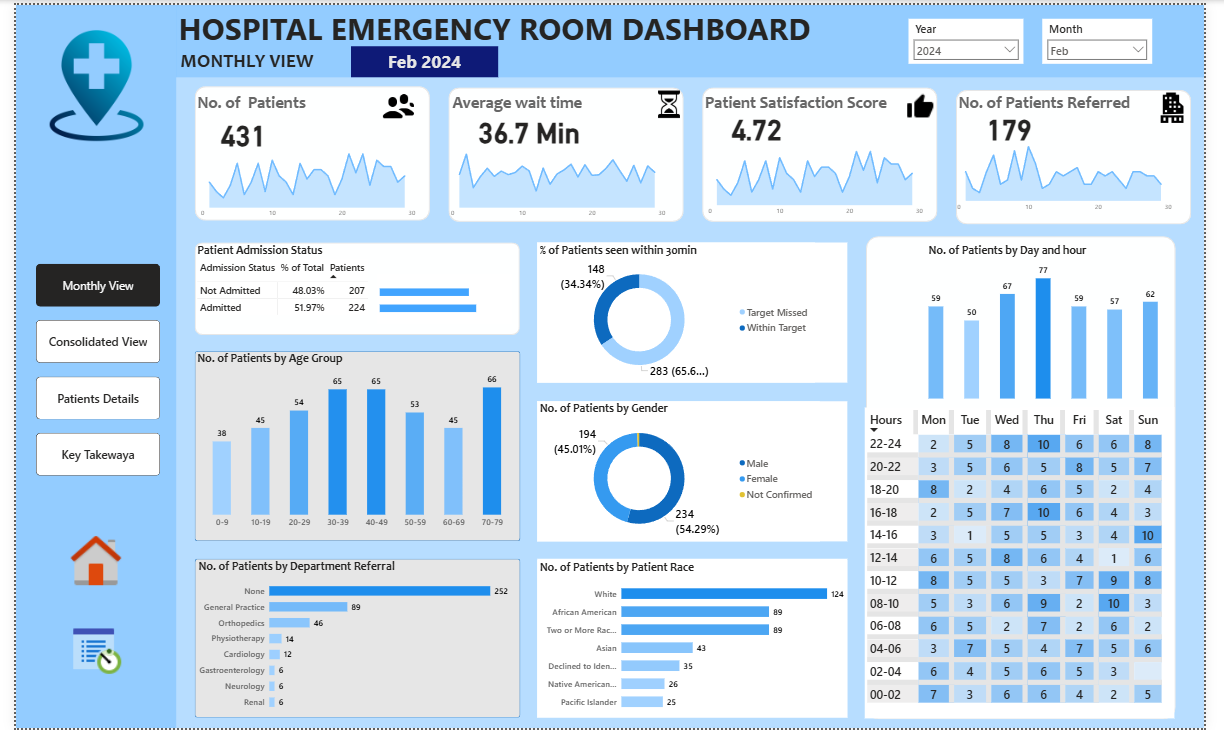 HOSPITAL EMERGENCY ROOM DASHBOARD
MONTHLY VIEW
Feb 2024
Year
2024
Month
Feb
No. of Patients
431
0 10 20 30
Average wait time
36.7 Min
0 10 20 30
Patient Satisfaction Score
4.72
0 10 20 30
No. of Patients Referred
179
0 10 20 30
Monthly View
Consolidated View
Patients Details
Key Takewaya
Patient Admission Status
Admission Status % of Total Patients
Not Admitted 48.03% 207
Admitted 51.97% 224
No. of Patients by Age Group
38 45 54 65 65 53 45 66
0-9 10-19 20-29 30-39 40-49 50-59 60-69 70-79
No. of Patients by Department Referral
None 252
General Practice 89
Orthopedics 46
Physiotherapy 14
Cardiology 12
Gastroenterology 6
Neurology 6
Renal 6
% of Patients seen within 30min
148
(34.34%)
283 (65.6...)
Target Missed
Within Target
No. of Patients by Gender
194
(45.01%)
234
(54.29%)
Male
Female
Not Confirmed
No. of Patients by Patient Race
White 124
African American 89
Two or More Rac... 89
Asian 43
Declined to Iden... 35
Native American... 26
Pacific Islander 25
No. of Patients by Day and hour
59 50 67 77 59 57 62
Hours Mon Tue Wed Thu Fri Sat Sun
22-24 2 5 8 10 6 6 8
20-22 3 5 6 5 8 5 7
18-20 8 2 4 6 5 2 4
16-18 2 5 7 10 6 4 3
14-16 3 1 5 5 3 4 10
12-14 6 5 8 6 4 1 6
10-12 8 5 5 3 7 9 8
08-10 5 3 6 9 2 10 3
06-08 6 5 2 7 2 6 2
04-06 3 7 5 4 7 5 6
02-04 6 4 5 6 5 3
00-02 7 3 6 6 4 2 5